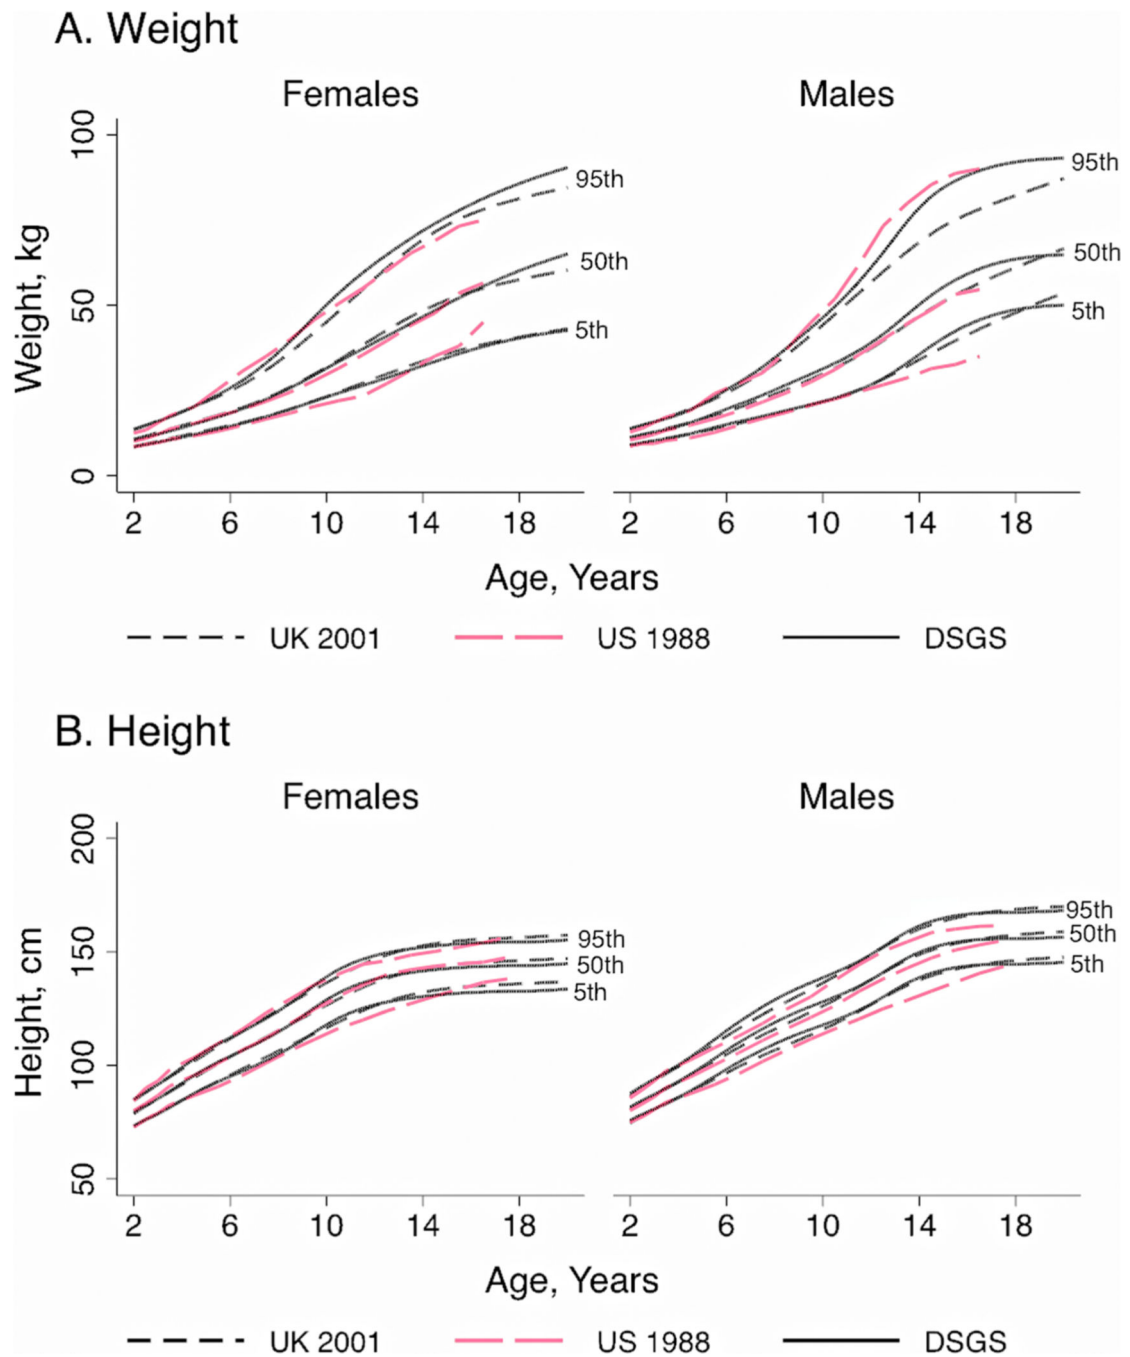 A. Weight
Females Males
Weight, kg
100
50
0
95th
50th
5th
95th
50th
5th
2 6 10 14 18 2 6 10 14 18
Age, Years
UK 2001 US 1988 DSGS
B. Height
Females Males
Height, cm
200
150
100
50
95th
50th
5th
95th
50th
5th
2 6 10 14 18 2 6 10 14 18
Age, Years
UK 2001 US 1988 DSGS